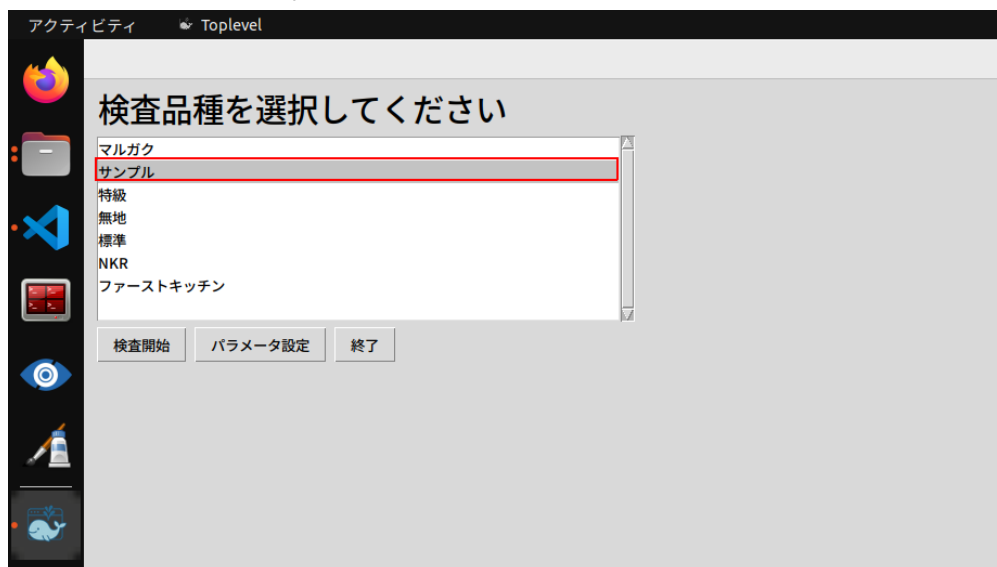 アクティビティ Toplevel
検査品種を選択してください
マルガク
サンプル
特級
無地
標準
NKR
ファーストキッチン
検査開始 パラメータ設定 終了